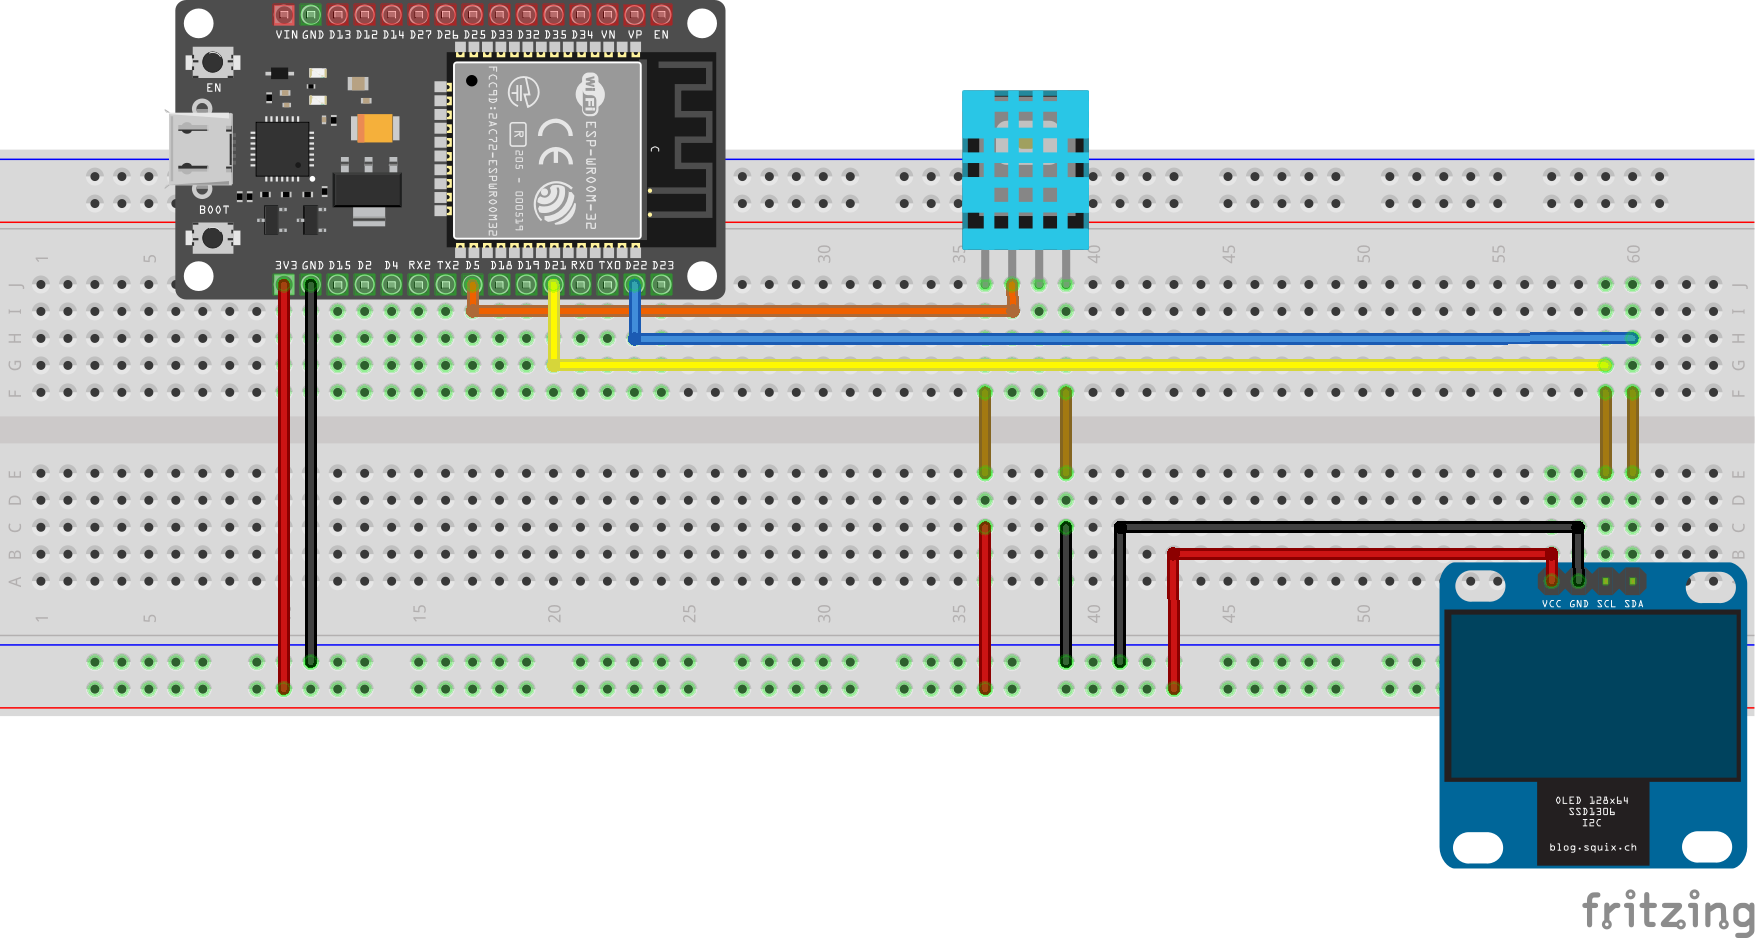 VIN GND D13 D12 D14 D27 D26 D25 D33 D32 D35 D34 VN VP EN
EN
FCC9D:2AC72-ESPWROOM32
R
205 - 000519
WiFi
ESP-WROOM-32
C
BOOT
3V3 GND D15 D2 D4 RX2 TX2 D5 D18 D19 D21 RX0 TX0 D22 D23
1 5 30 35 40 45 50 55 60
J J
I I
H H
G G
F F
E E
D D
C C
B B
A
1 5 15 20 25 30 35 40 45 50
VCC GND SCL SDA
OLED 128x64
SSD1306
I2C
blog.squix.ch
fritzing